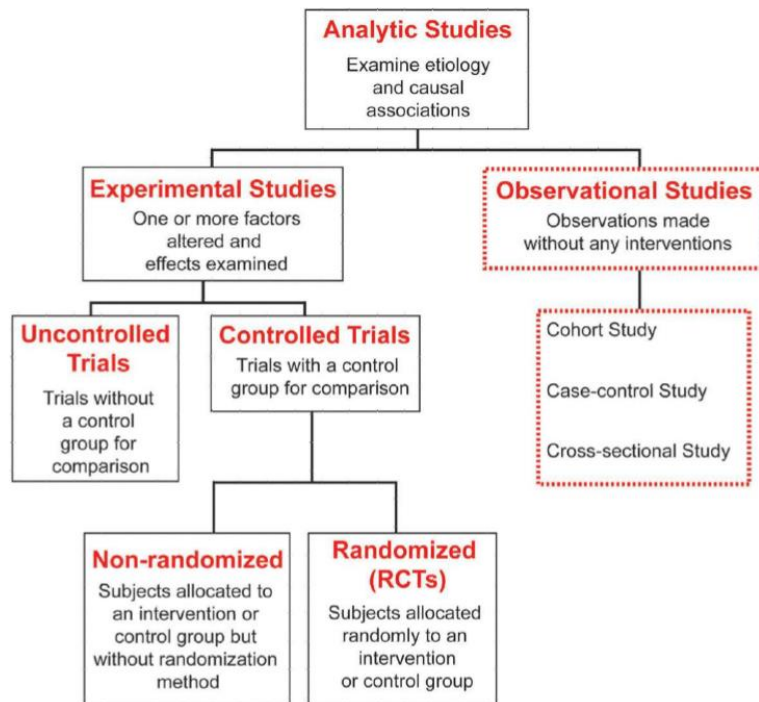 Analytic Studies
Examine etiology
and causal
associations
Experimental Studies
One or more factors
altered and
effects examined
Observational Studies
Observations made
without any interventions
Uncontrolled
Trials
Trials without
a control
group for
comparison
Controlled Trials
Trials with a control
group for comparison
Cohort Study
Case-control Study
Cross-sectional Study
Non-randomized
Subjects allocated to
an intervention or
control group but
without randomization
method
Randomized
(RCTs)
Subjects allocated
randomly to an
intervention
or control group